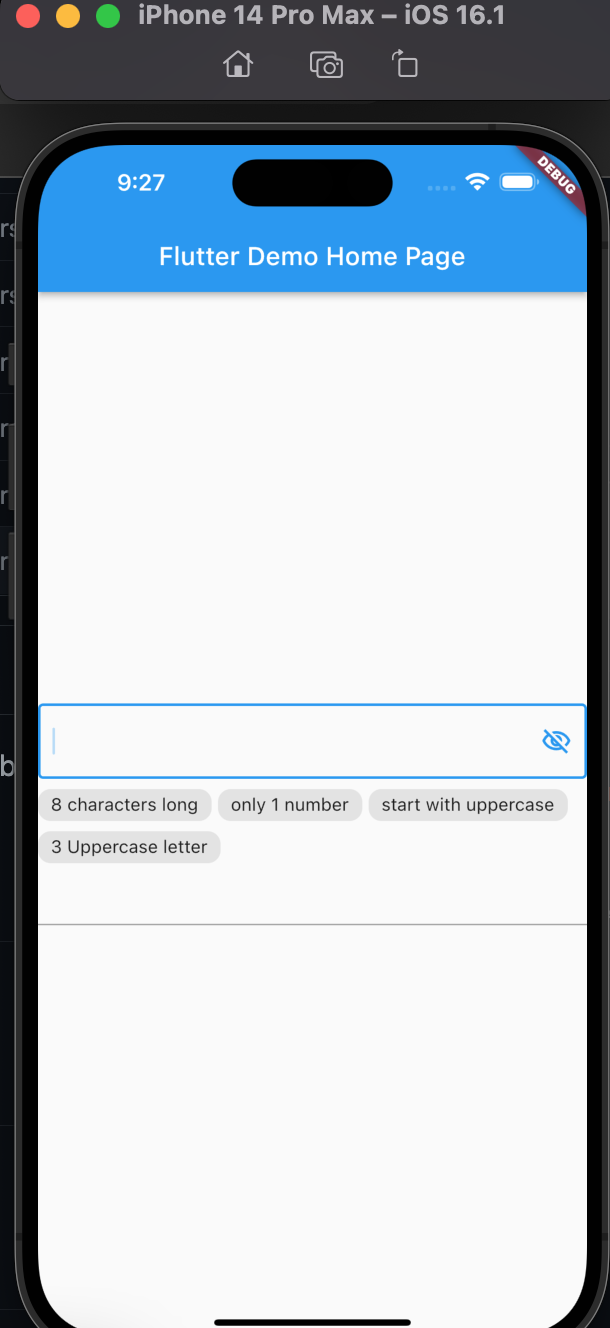 iPhone 14 Pro Max – iOS 16.1
9:27
DEBUG
Flutter Demo Home Page
8 characters long
only 1 number
start with uppercase
3 Uppercase letter